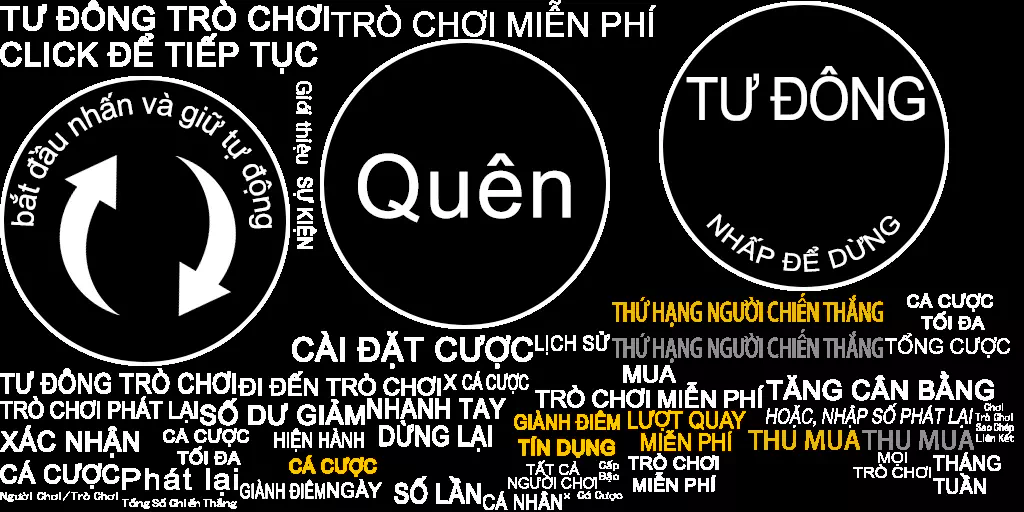 TƯ ĐÔNG TRÒ CHƠI
CLICK ĐỂ TIẾP TỤC
TRÒ CHƠI MIỄN PHÍ
bắt đầu nhấn và giữ tự động
Giới thiệu
SỰ KIỆN
Quên
TƯ ĐÔNG
NHẤP ĐỂ DỪNG
THỨ HẠNG NGƯỜI CHIẾN THẮNG
CA CƯỢC
TỐI ĐA
CÀI ĐẶT CƯỢC
LỊCH SỬ
THỨ HẠNG NGƯỜI CHIẾN THẮNG
TỔNG CƯỢC
TƯ ĐÔNG TRÒ CHƠI
ĐI ĐẾN TRÒ CHƠI
X CÁ CƯỢC
MUA
TRÒ CHƠI MIỄN PHÍ
TĂNG CÂN BẰNG
TRÒ CHƠI PHÁT LẠI
SỐ DƯ GIẢM
NHANH TAY
GIÀNH ĐIỂM
LƯỢT QUAY
MIỄN PHÍ
HOẶC, NHẤP SỐ PHÁT LẠI
Chơi
Trò Chơi
Sao Chép
Liên Kết
XÁC NHẬN
CA CƯỢC
TỐI ĐA
HIỆN HÀNH
DỪNG LẠI
TÍN DỤNG
THU MUA
THU MUA
CÁ CƯỢC
CÁ CƯỢC
Phát lại
GIÀNH ĐIỂM
NGÀY
SỐ LẦN
TẤT CẢ
NGƯỜI CHƠI
CÁ NHÂN
Cấp
Bậc
x Cá Cược
TRÒ CHƠI
MIỄN PHÍ
MỌI
TRÒ CHƠI
THÁNG
TUẦN
Người Chơi / Trò Chơi
Tổng Số Chiến Thắng